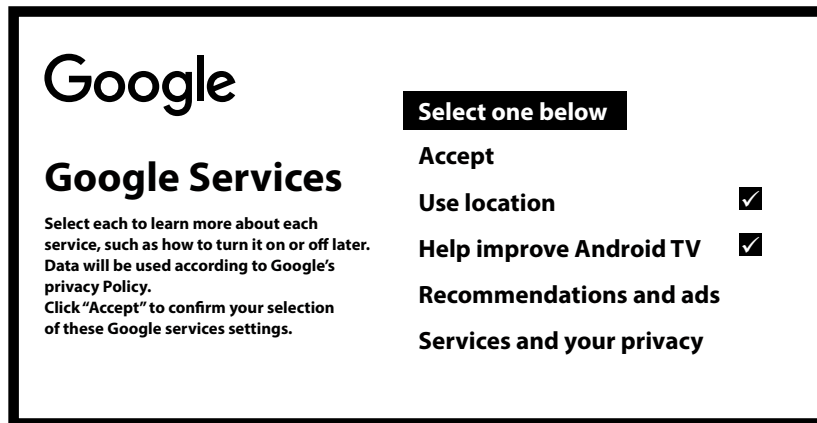 Google
Google Services
Select each to learn more about each
service, such as how to turn it on or off later.
Data will be used according to Google’s
privacy Policy.
Click “Accept” to confirm your selection
of these Google services settings.
Select one below
Accept
Use location
Help improve Android TV
Recommendations and ads
Services and your privacy